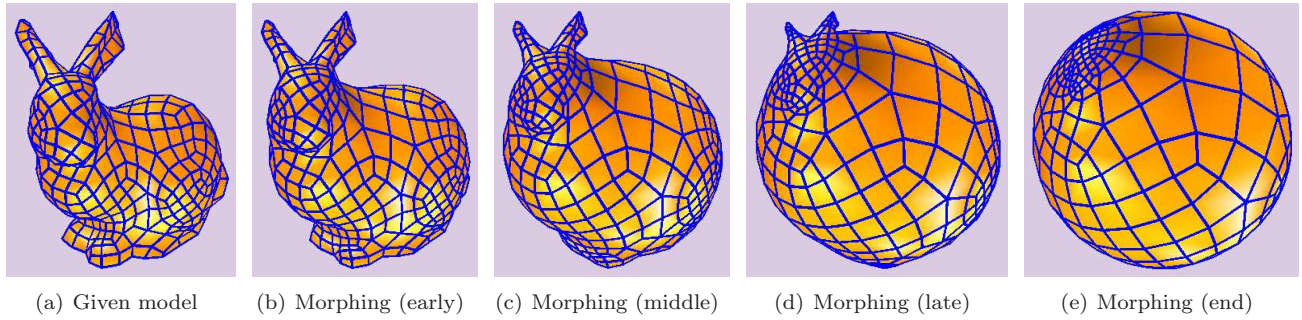 (a) Given model
(b) Morphing (early)
(c) Morphing (middle)
(d) Morphing (late)
(e) Morphing (end)